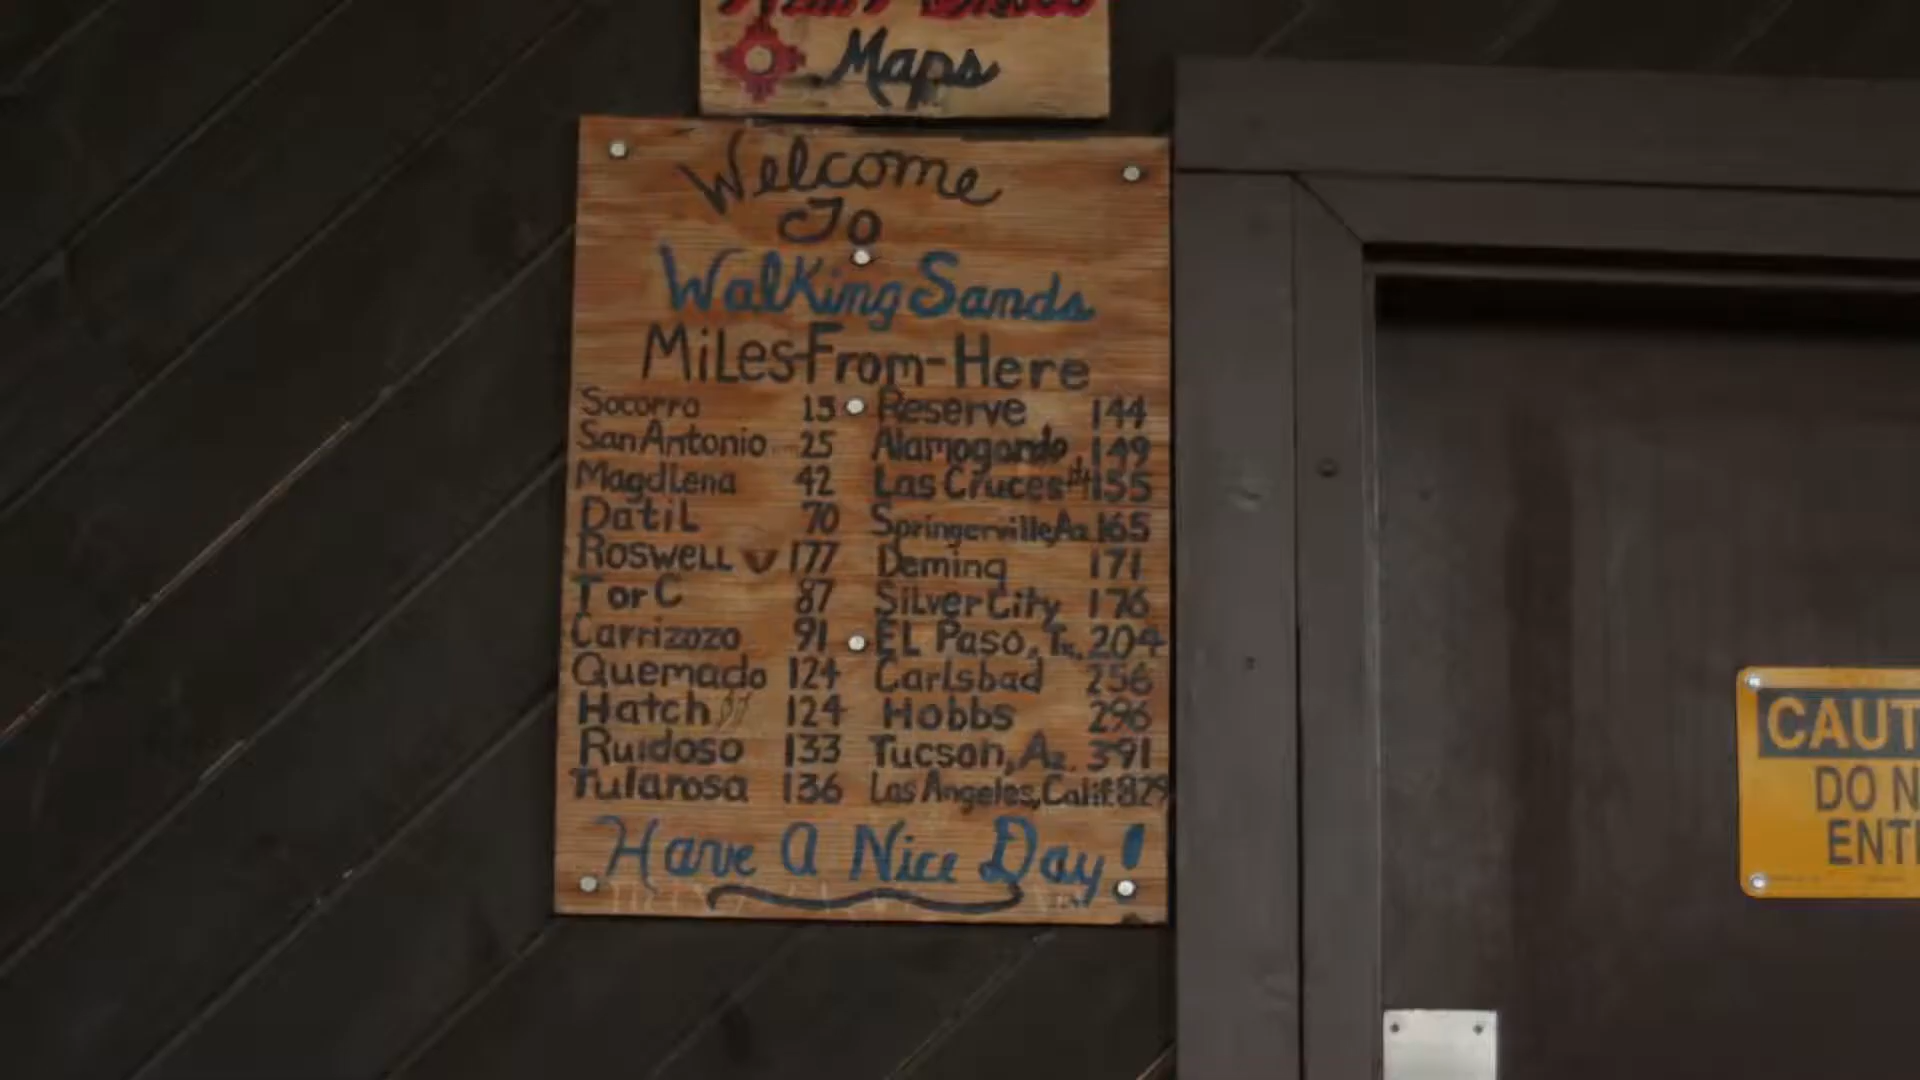 Maps
Welcome
To
Walking Sands
Miles-From-Here
Socorro 15 Reserve 144
San Antonio 25 Alamogordo 149
Magdlena 42 Las Cruces 155
Datil 70 Springerville Az 165
Roswell 177 Deming 171
T or C 87 Silver City 176
Carrizozo 91 El Paso, Tx. 204
Quemado 124 Carlsbad 256
Hatch 124 Hobbs 296
Ruidoso 133 Tucson, Az. 391
Tularosa 136 Los Angeles, Calif. 829
Have A Nice Day!
CAUT
DO N
ENT